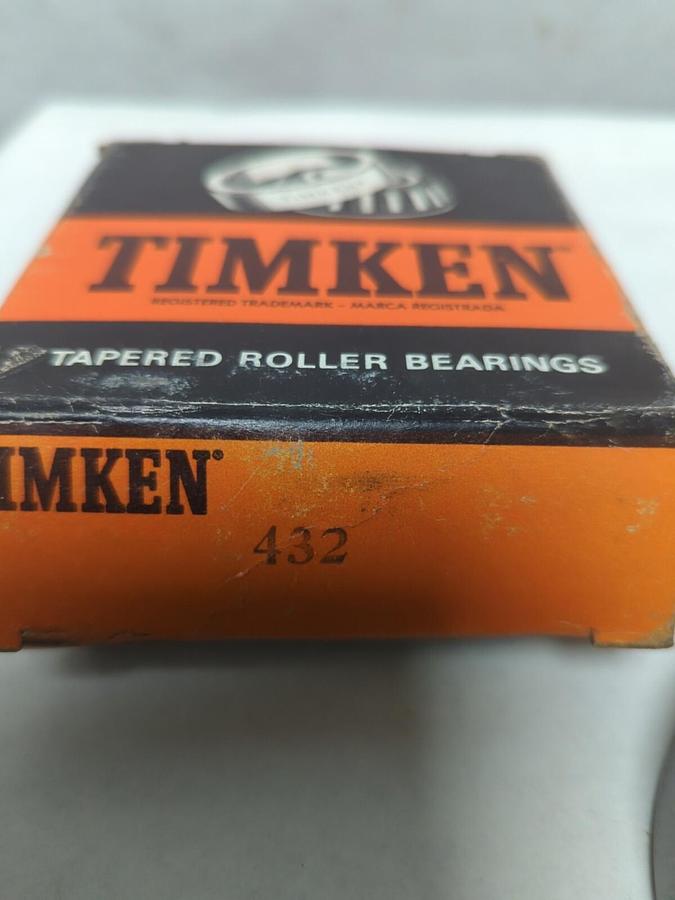 TIMKEN
REGISTERED TRADEMARK - MARCA REGISTRADA
TAPERED ROLLER BEARINGS
IMKEN®
432